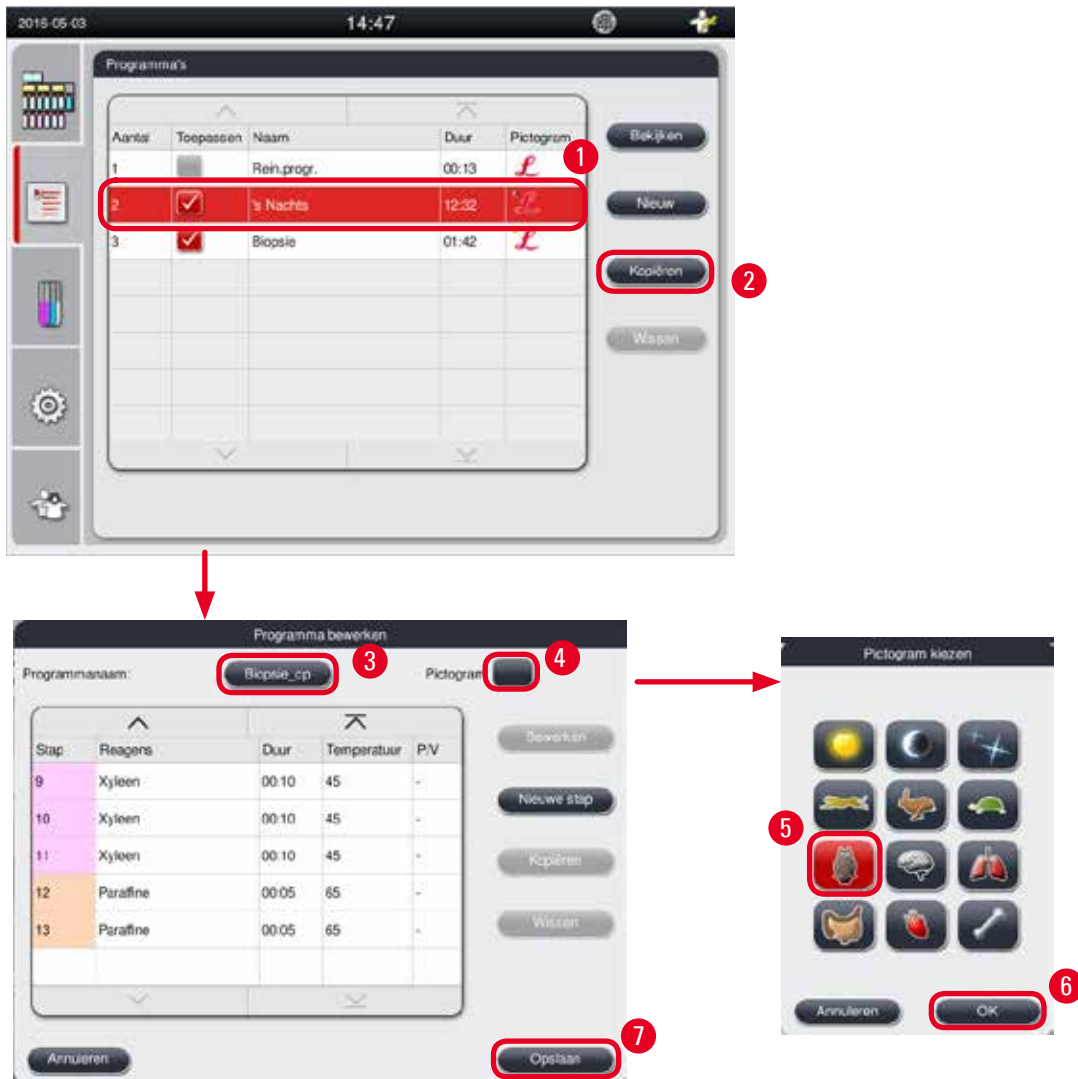 2016-05-03 14:47
Programma's
Aantal Toepassen Naam Duur Pictogram
1 Rein.progr. 00:13 L
2 's Nachts 12:32
3 Biopsie 01:42 L
Bekijken
Nieuw
Kopiëren
Wissen
1
2
Programma bewerken
Programmanaam: Biopsie_cp Pictogram
3
4
Stap Reagens Duur Temperatuur P/V
9 Xyleen 00:10 45 -
10 Xyleen 00:10 45 -
11 Xyleen 00:10 45 -
12 Paraffine 00:05 65 -
13 Paraffine 00:05 65 -
Bewerken
Nieuwe stap
Kopiëren
Wissen
Annuleren
Opslaan
7
Pictogram kiezen
5
Annuleren OK
6